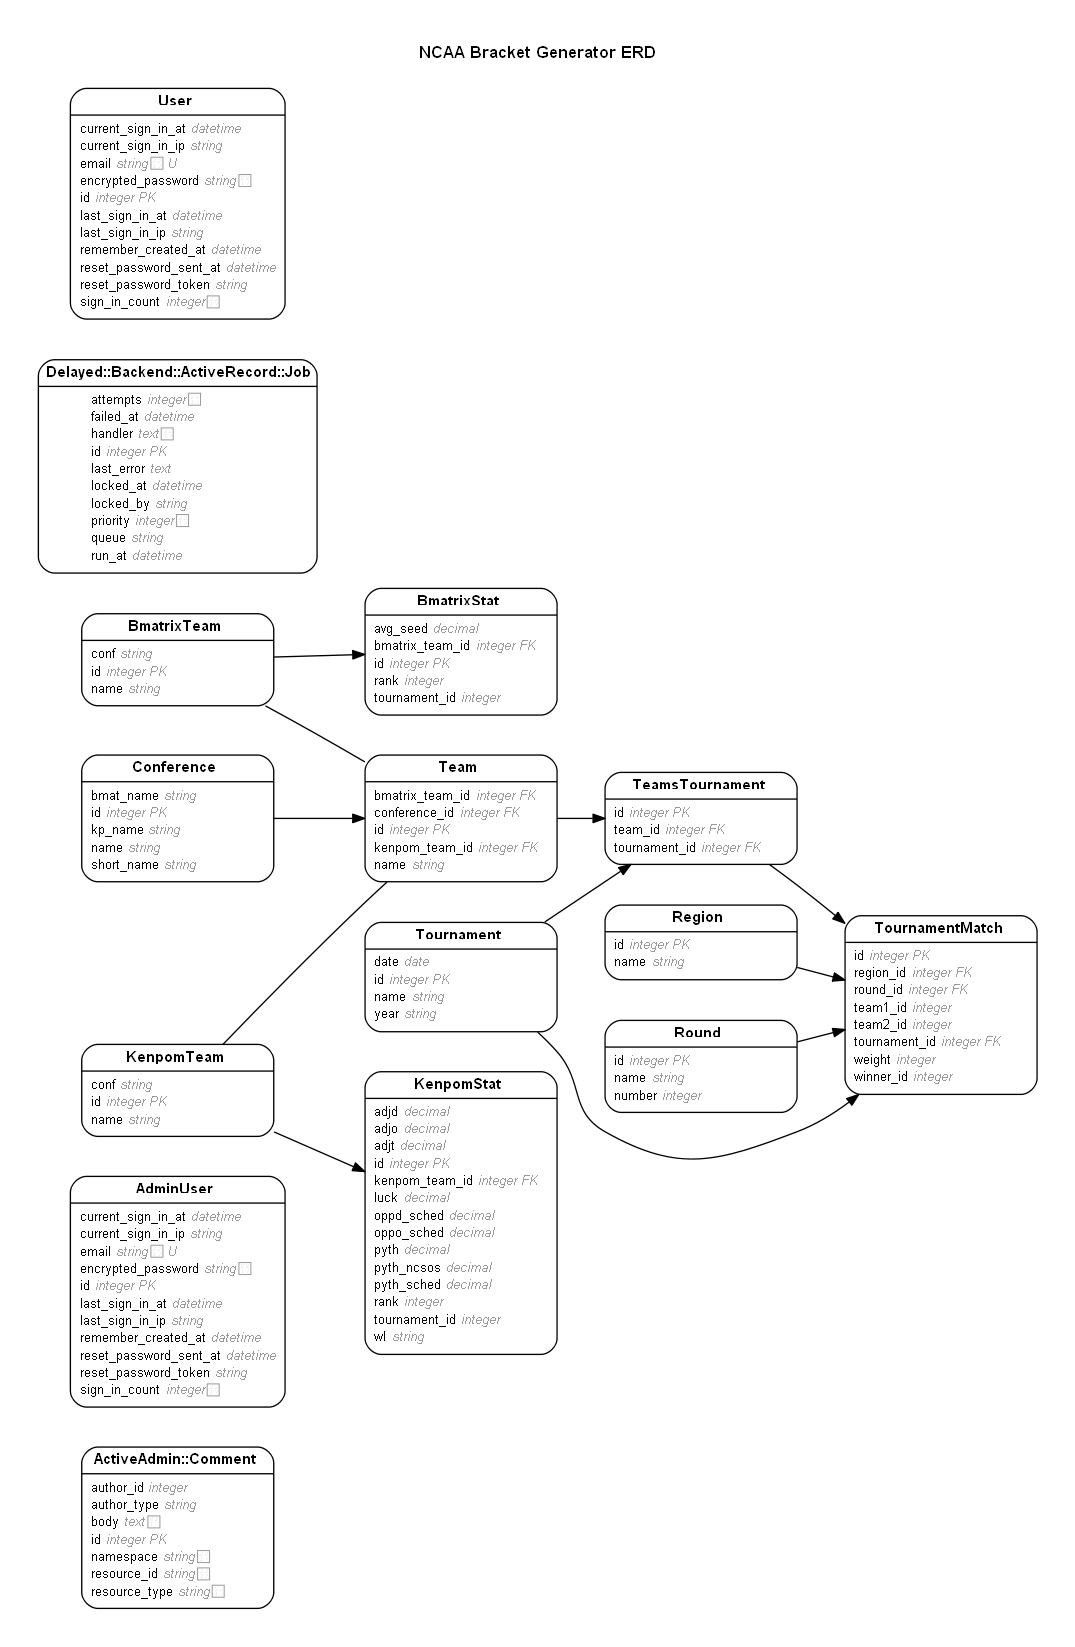 NCAA Bracket Generator ERD
User
current_sign_in_at datetime
current_sign_in_ip string
email string U
encrypted_password string
id integer PK
last_sign_in_at datetime
last_sign_in_ip string
remember_created_at datetime
reset_password_sent_at datetime
reset_password_token string
sign_in_count integer
Delayed::Backend::ActiveRecord::Job
attempts integer
failed_at datetime
handler text
id integer PK
last_error text
locked_at datetime
locked_by string
priority integer
queue string
run_at datetime
BmatrixTeam
conf string
id integer PK
name string
BmatrixStat
avg_seed decimal
bmatrix_team_id integer FK
id integer PK
rank integer
tournament_id integer
Conference
bmat_name string
id integer PK
kp_name string
name string
short_name string
Team
bmatrix_team_id integer FK
conference_id integer FK
id integer PK
kenpom_team_id integer FK
name string
TeamsTournament
id integer PK
team_id integer FK
tournament_id integer FK
Tournament
date date
id integer PK
name string
year string
Region
id integer PK
name string
Round
id integer PK
name string
number integer
TournamentMatch
id integer PK
region_id integer FK
round_id integer FK
team1_id integer
team2_id integer
tournament_id integer FK
weight integer
winner_id integer
KenpomTeam
conf string
id integer PK
name string
KenpomStat
adjd decimal
adjo decimal
adjt decimal
id integer PK
kenpom_team_id integer FK
luck decimal
oppd_sched decimal
oppo_sched decimal
pyth decimal
pyth_ncsos decimal
pyth_sched decimal
rank integer
tournament_id integer
wl string
AdminUser
current_sign_in_at datetime
current_sign_in_ip string
email string U
encrypted_password string
id integer PK
last_sign_in_at datetime
last_sign_in_ip string
remember_created_at datetime
reset_password_sent_at datetime
reset_password_token string
sign_in_count integer
ActiveAdmin::Comment
author_id integer
author_type string
body text
id integer PK
namespace string
resource_id string
resource_type string